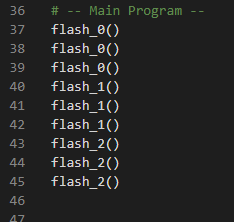 36 # -- Main Program --
37 flash_0()
38 flash_0()
39 flash_0()
40 flash_1()
41 flash_1()
42 flash_1()
43 flash_2()
44 flash_2()
45 flash_2()
46
47